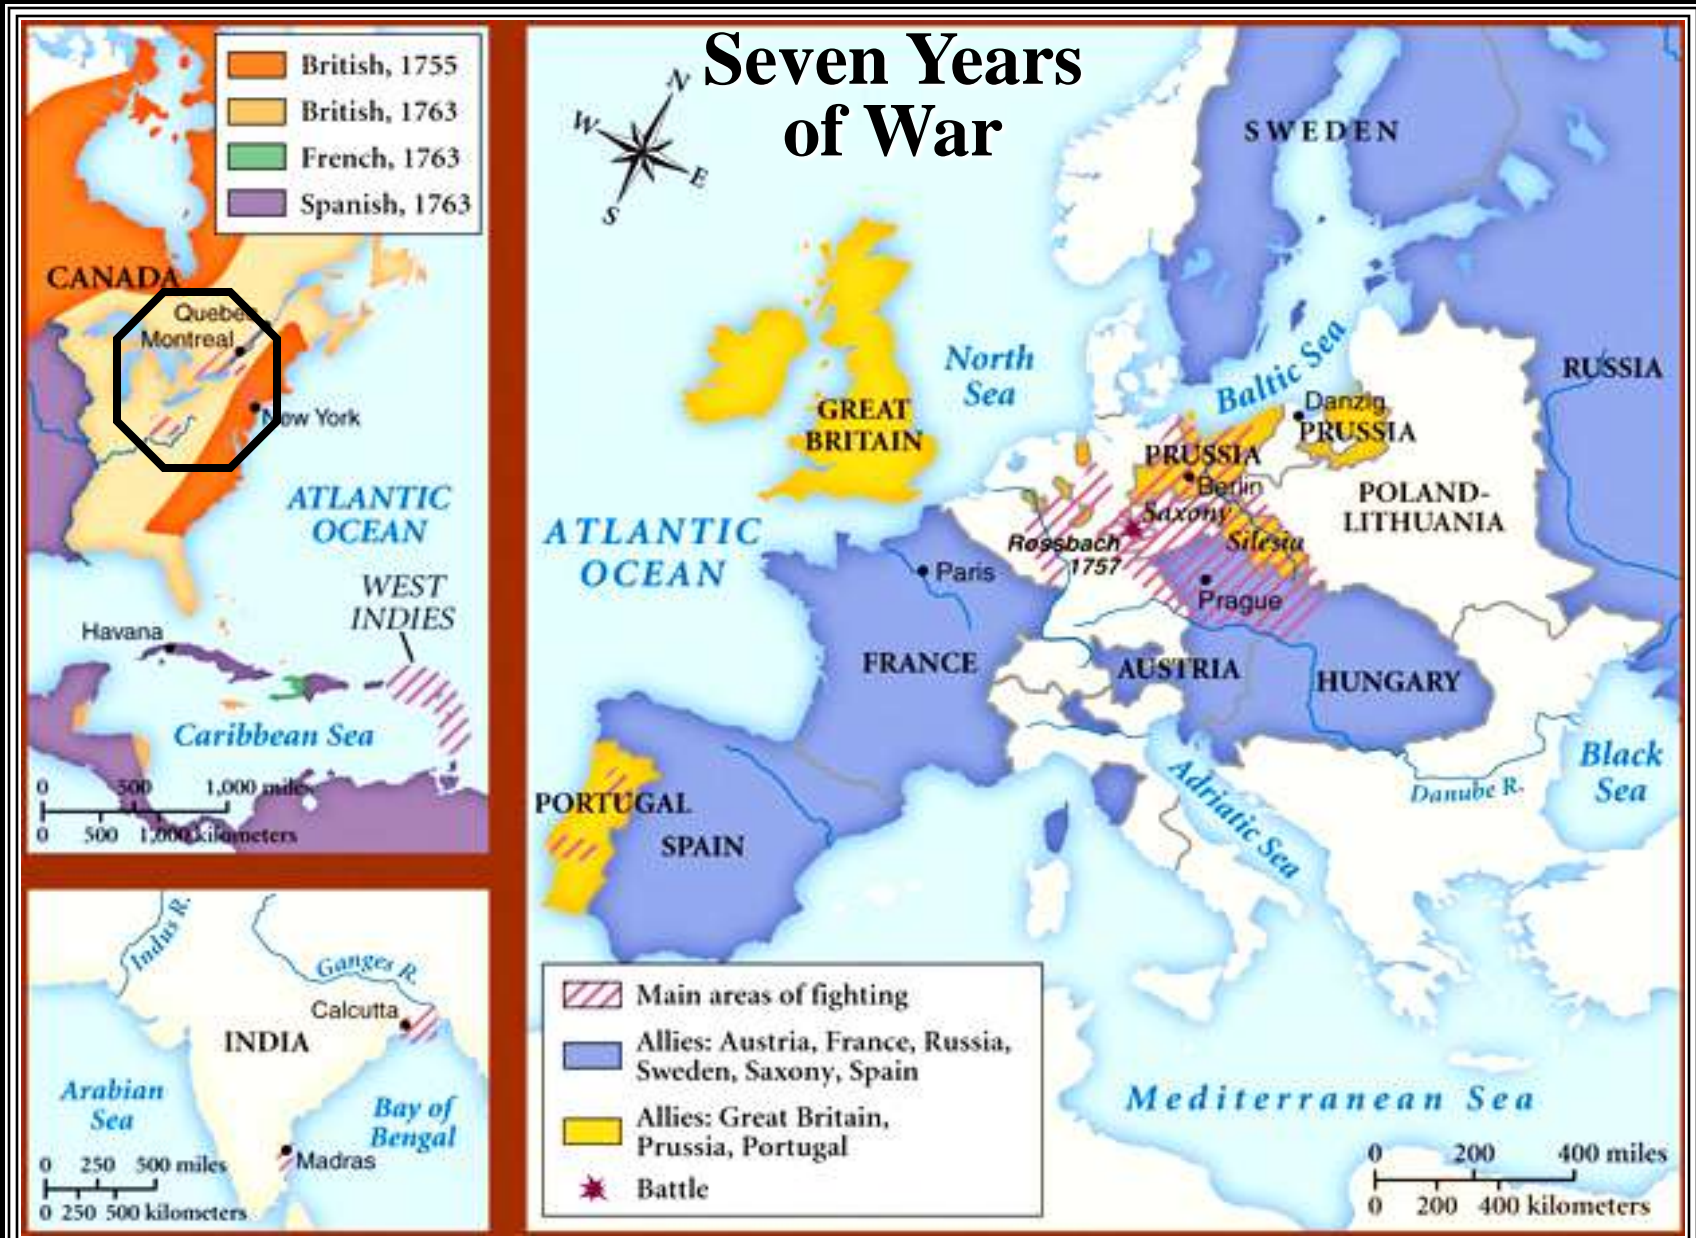 Seven Years
of War
British, 1755
British, 1763
French, 1763
Spanish, 1763
CANADA
Quebec
Montreal
New York
ATLANTIC
OCEAN
WEST
INDIES
Havana
Caribbean Sea
0 500 1,000 miles
0 500 1,000 kilometers
Indus R.
Ganges R.
Calcutta
INDIA
Arabian
Sea
Bay of
Bengal
Madras
0 250 500 miles
0 250 500 kilometers
N
W
E
S
SWEDEN
North
Sea
Baltic Sea
RUSSIA
GREAT
BRITAIN
Danzig
PRUSSIA
PRUSSIA
Berlin
Saxony
POLAND-
LITHUANIA
ATLANTIC
OCEAN
Rossbach
1757
Silesia
Paris
Prague
FRANCE
AUSTRIA
HUNGARY
Black
Sea
Adriatic Sea
Danube R.
PORTUGAL
SPAIN
Main areas of fighting
Allies: Austria, France, Russia,
Sweden, Saxony, Spain
Allies: Great Britain,
Prussia, Portugal
Battle
Mediterranean Sea
0 200 400 miles
0 200 400 kilometers